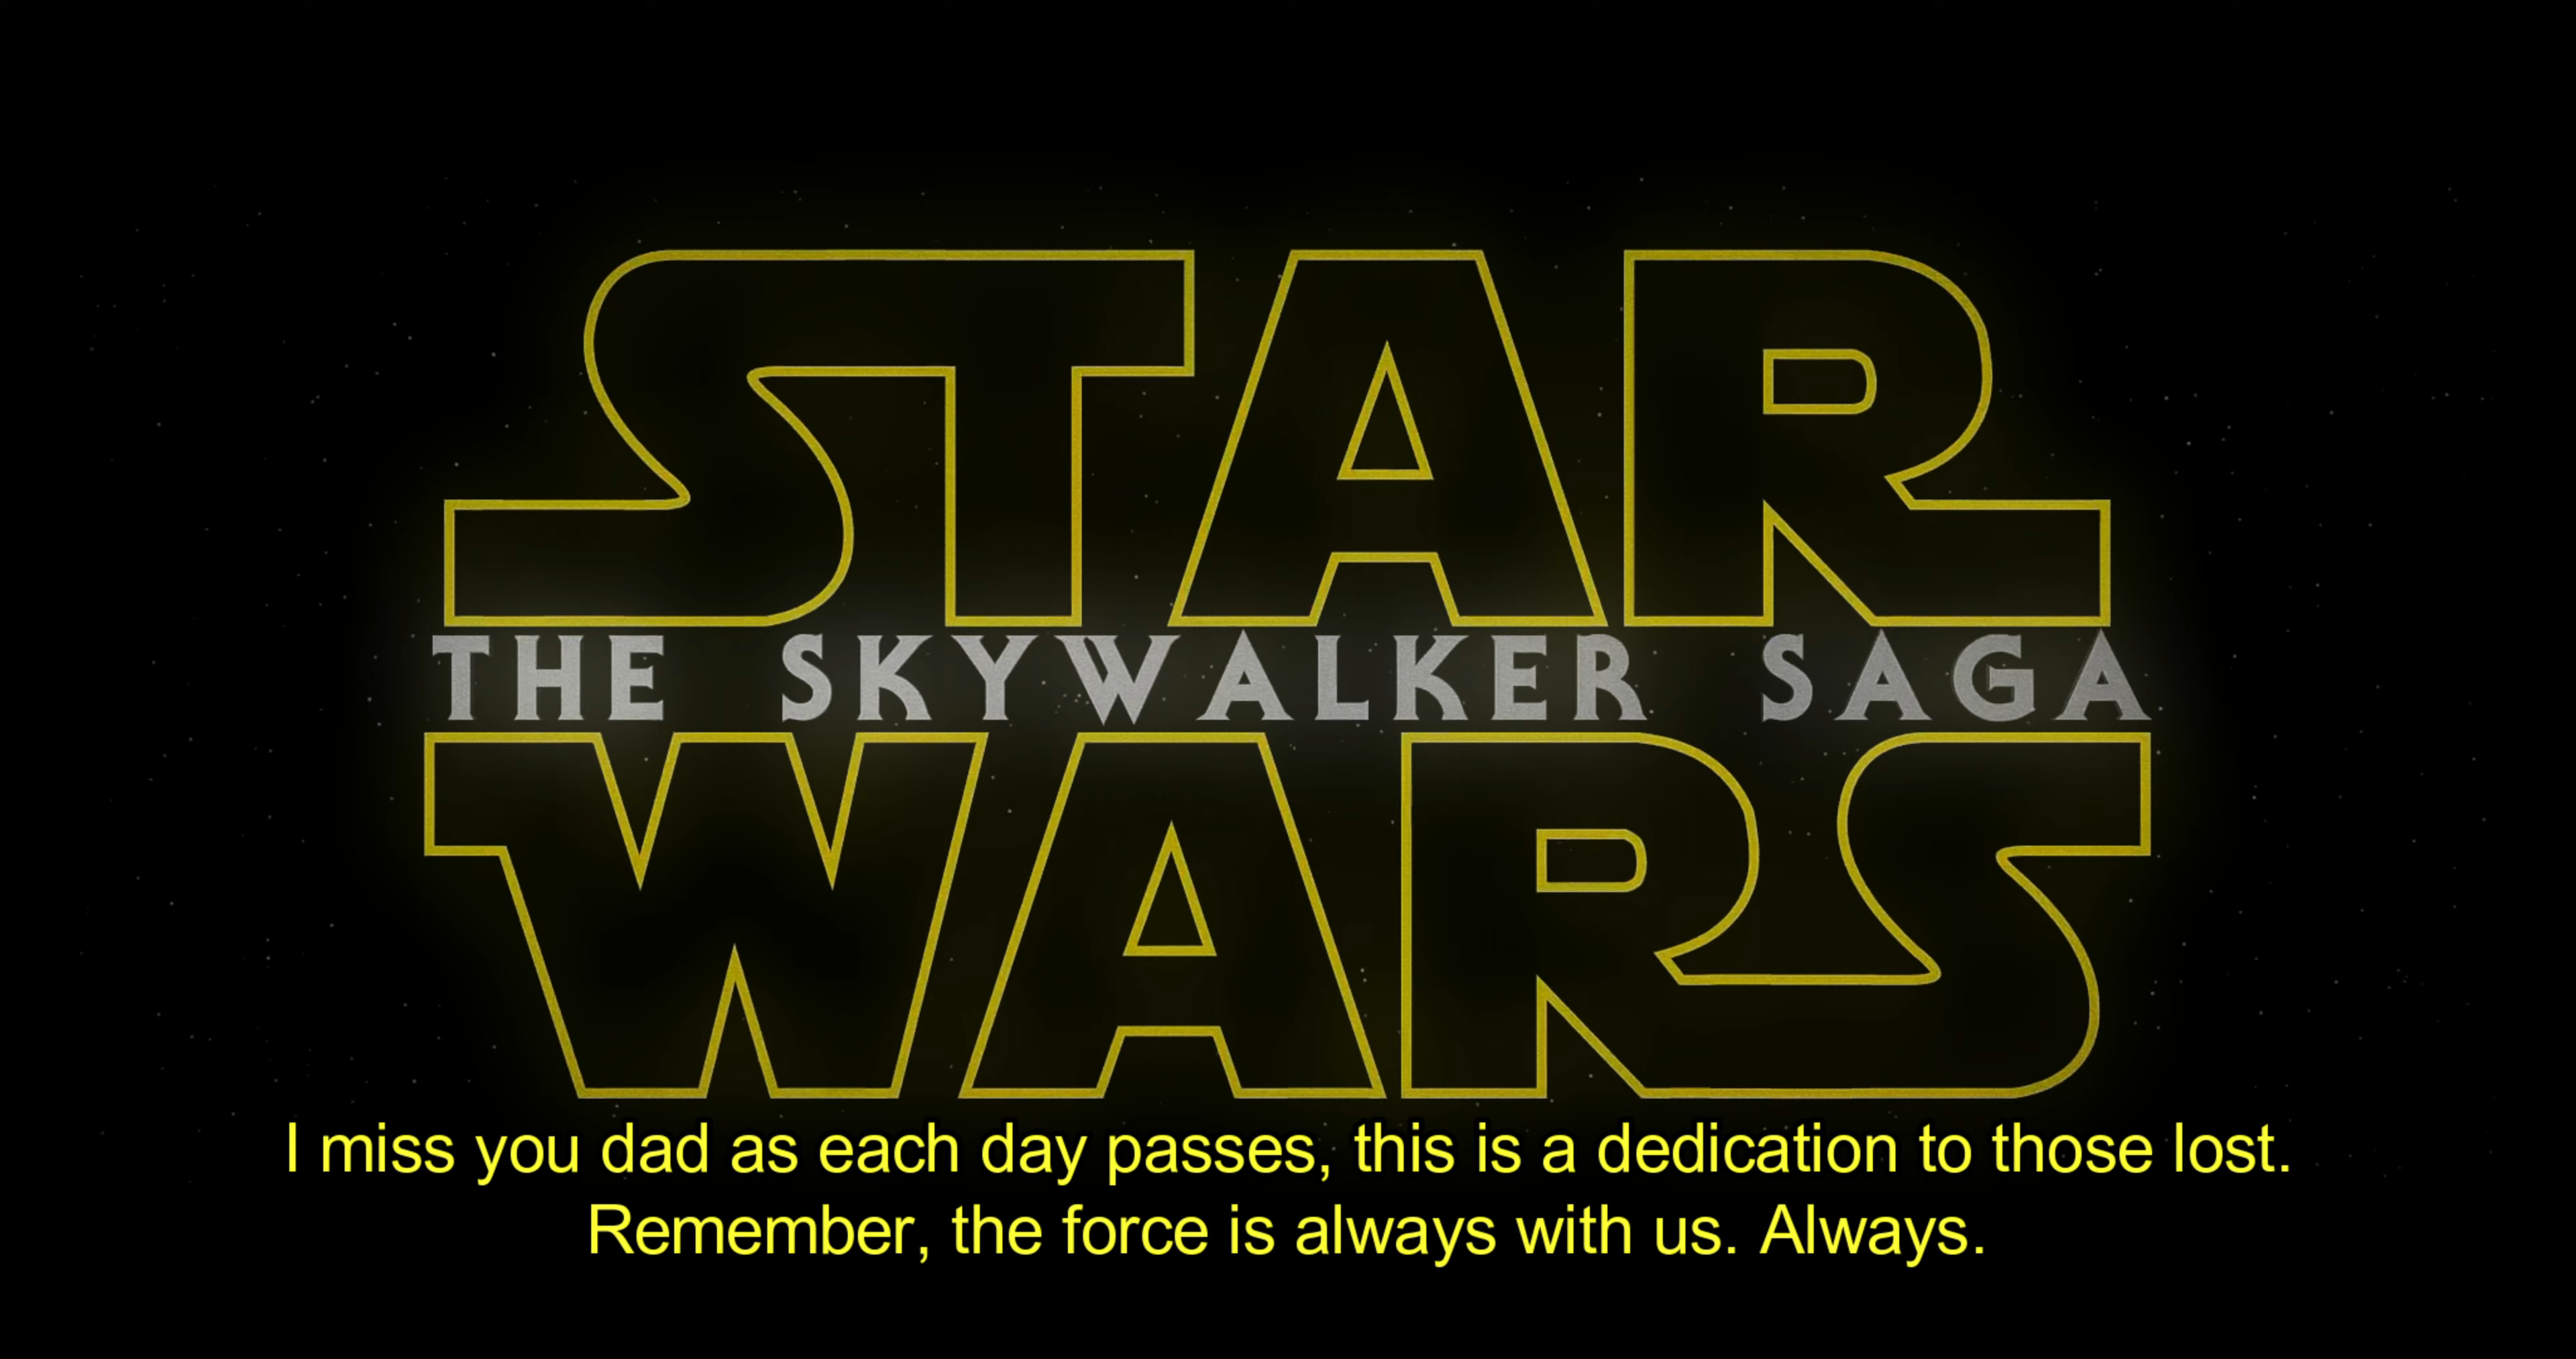 STAR
THE SKYWALKER SAGA
WARS
I miss you dad as each day passes, this is a dedication to those lost.
Remember, the force is always with us. Always.